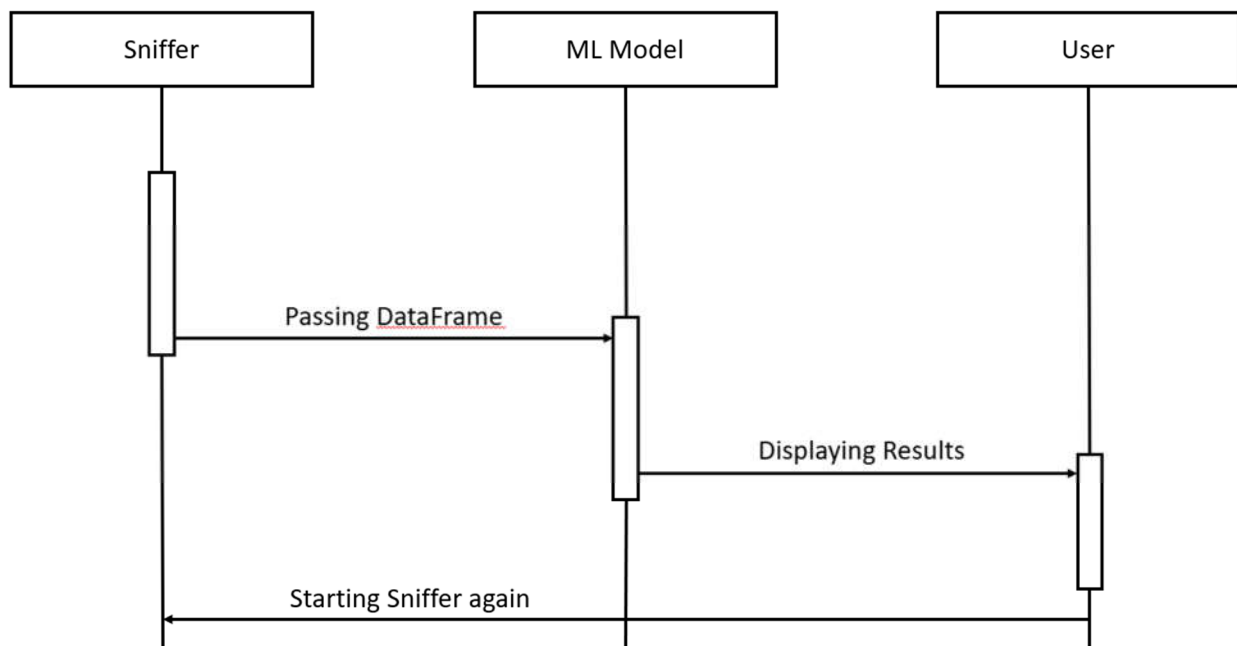 Sniffer
ML Model
User
Passing DataFrame
Displaying Results
Starting Sniffer again